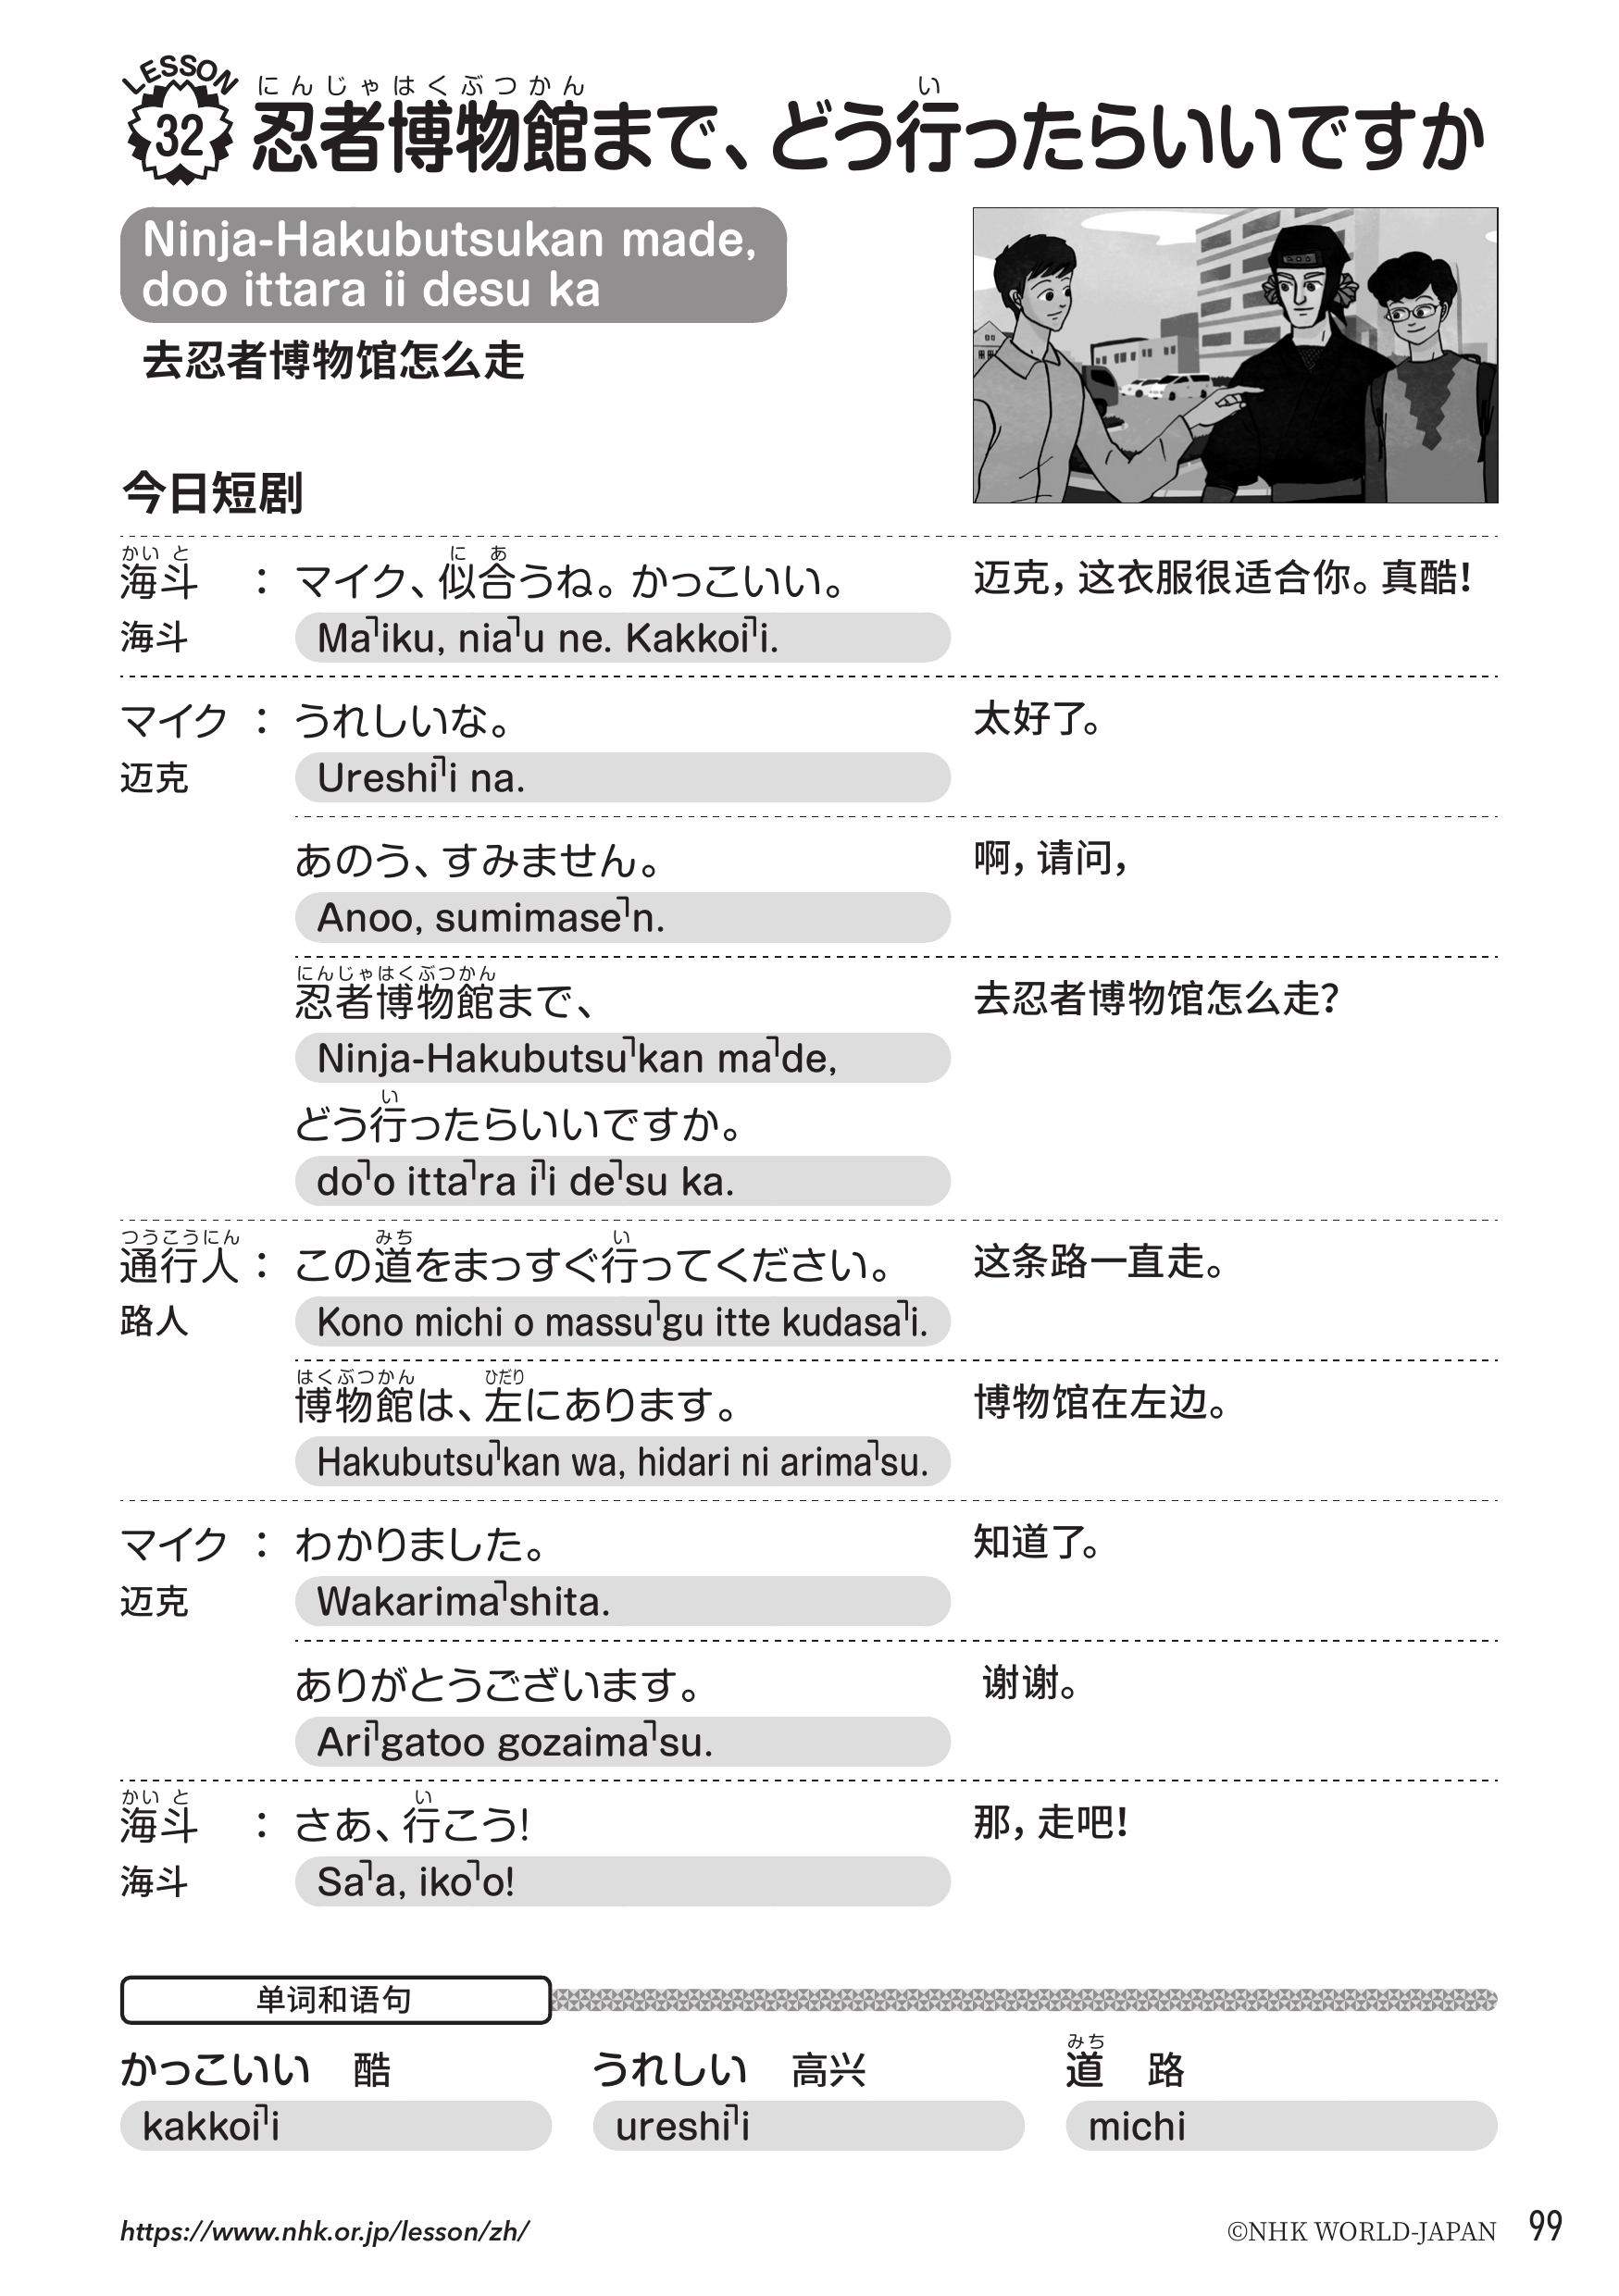 LESSON
32
にんじゃはくぶつかん い
忍者博物館まで、どう行ったらいいですか
Ninja-Hakubutsukan made,
doo ittara ii desu ka
去忍者博物馆怎么走
今日短剧
かい と に あ
海斗 : マイク、似合うね。かっこいい。 迈克，这衣服很适合你。真酷！
海斗 Ma˺iku, nia˺u ne. Kakkoi˺i.
マイク : うれしいな。 太好了。
迈克 Ureshi˺i na.
あのう、すみません。 啊，请问，
Anoo, sumimase˺n.
にんじゃはくぶつかん
忍者博物館まで、 去忍者博物馆怎么走？
Ninja-Hakubutsu˺kan ma˺de,
い
どう行ったらいいですか。
do˺o itta˺ra i˺i de˺su ka.
つうこうにん みち い
通行人 : この道をまっすぐ行ってください。 这条路一直走。
路人 Kono michi o massu˺gu itte kudasa˺i.
はくぶつかん ひだり
博物館は、左にあります。 博物馆在左边。
Hakubutsu˺kan wa, hidari ni arima˺su.
マイク : わかりました。 知道了。
迈克 Wakarima˺shita.
ありがとうございます。 谢谢。
Ari˺gatoo gozaima˺su.
かい と い
海斗 : さあ、行こう! 那，走吧！
海斗 Sa˺a, iko˺o!
单词和语句
みち
かっこいい 酷 うれしい 高兴 道 路
kakkoi˺i ureshi˺i michi
https://www.nhk.or.jp/lesson/zh/ ©NHK WORLD-JAPAN 99